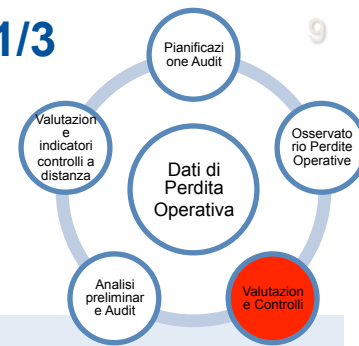 1/3
9
Pianificazi
one Audit
Valutazion
e
indicatori
controlli a
distanza
Osservato
rio Perdite
Operative
Dati di
Perdita
Operativa
Analisi
preliminar
e Audit
Valutazion
e Controlli